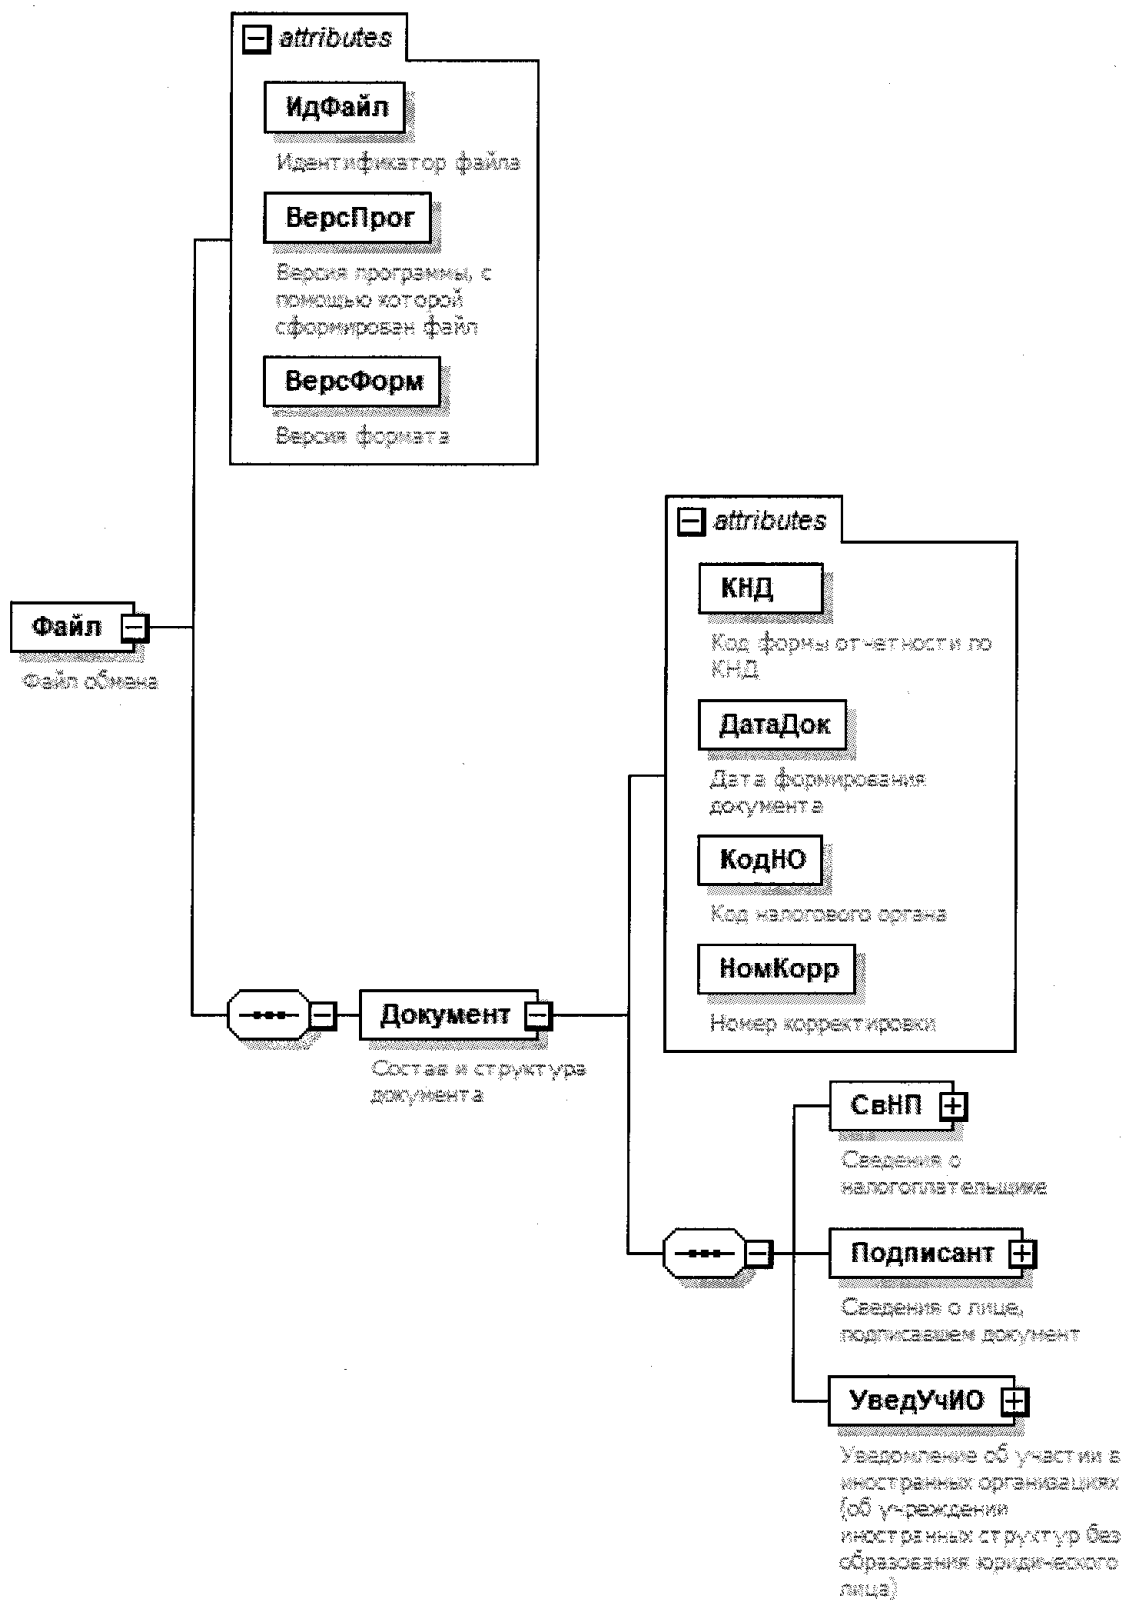 attributes
ИдФайл
Идентификатор файла
ВерсПрог
Версия программы, с
помощью которой
сформирован файл
ВерсФорм
Версия формата
Файл
Файл обмена
attributes
КНД
Код формы отчетности по
КНД
ДатаДок
Дата формирования
документа
КодНО
Код налогового органа
НомКорр
Номер корректировки
Документ
Состав и структура
документа
СвНП
Сведения о
налогоплательщике
Подписант
Сведения о лице,
подписавшем документ
УведУчИО
Уведомление об участии в
иностранных организациях
(об учреждении
иностранных структур без
образования юридического
лица)